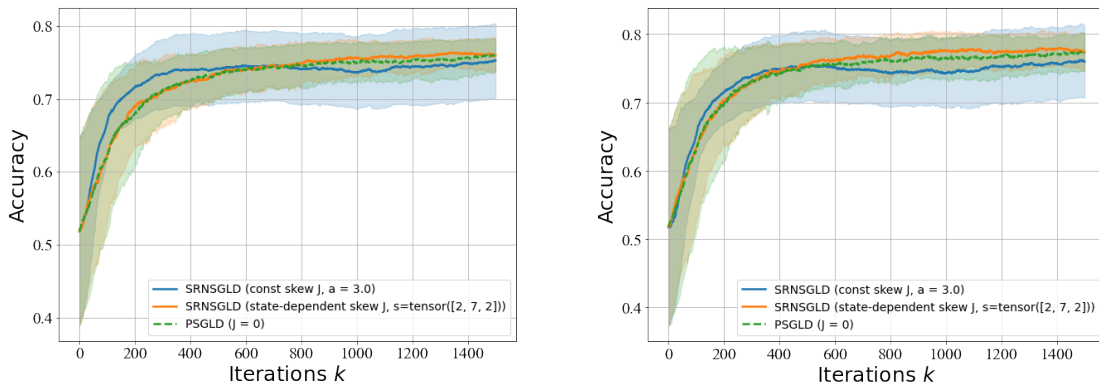 0.8
0.7
0.6
0.5
0.4
Accuracy
SRNSGLD (const skew J, a = 3.0)
SRNSGLD (state-dependent skew J, s=tensor([2, 7, 2]))
PSGLD (J = 0)
0 200 400 600 800 1000 1200 1400
Iterations k
0.8
0.7
0.6
0.5
0.4
Accuracy
SRNSGLD (const skew J, a = 3.0)
SRNSGLD (state-dependent skew J, s=tensor([2, 7, 2]))
PSGLD (J = 0)
0 200 400 600 800 1000 1200 1400
Iterations k